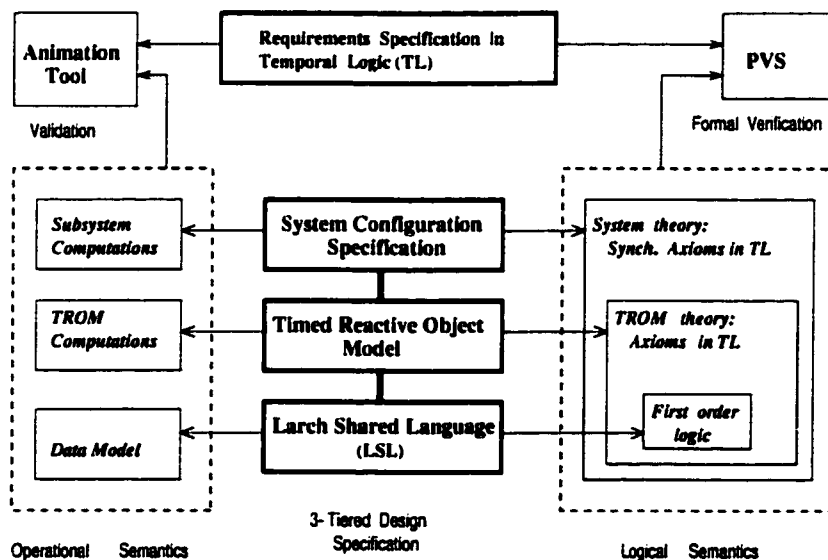 Animation
Tool
Requirements Specification in
Temporal Logic (TL)
PVS
Validation
Formal Verification
Subsystem
Computations
System Configuration
Specification
System theory:
Synch. Axioms in TL
TROM
Computations
Timed Reactive Object
Model
TROM theory:
Axioms in TL
Data Model
Larch Shared Language
(LSL)
First order
logic
3-Tiered Design
Specification
Operational Semantics
Logical Semantics